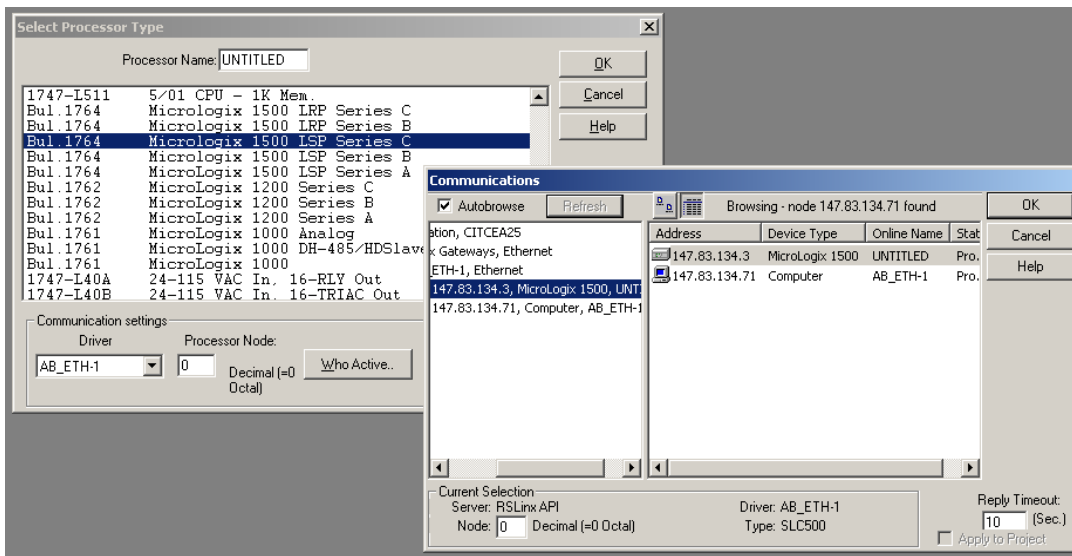 Select Processor Type
Processor Name: UNTITLED
OK
Cancel
Help
1747-L511 5/01 CPU - 1K Mem.
Bul.1764 Micrologix 1500 LRP Series C
Bul.1764 Micrologix 1500 LRP Series B
Bul.1764 Micrologix 1500 LSP Series C
Bul.1764 Micrologix 1500 LSP Series B
Bul.1764 Micrologix 1500 LSP Series A
Bul.1762 MicroLogix 1200 Series C
Bul.1762 MicroLogix 1200 Series B
Bul.1762 MicroLogix 1200 Series A
Bul.1761 MicroLogix 1000 Analog
Bul.1761 MicroLogix 1000 DH-485/HDSlave
Bul.1761 MicroLogix 1000
1747-L40A 24-115 VAC In, 16-RLY Out
1747-L40B 24-115 VAC In, 16-TRIAC Out
Communication settings
Driver Processor Node:
AB_ETH-1 0 Decimal (=0 Octal) Who Active..
Communications
Autobrowse Refresh Browsing - node 147.83.134.71 found
OK
Cancel
Help
ation, CITCEA25
x Gateways, Ethernet
ETH-1, Ethernet
147.83.134.3, MicroLogix 1500, UNT
147.83.134.71, Computer, AB_ETH-1
Address Device Type Online Name Stat
147.83.134.3 MicroLogix 1500 UNTITLED Pro.
147.83.134.71 Computer AB_ETH-1 Pro.
Current Selection
Server: RSLinx API Driver: AB_ETH-1
Node: 0 Decimal (=0 Octal) Type: SLC500
Reply Timeout:
10 (Sec.)
Apply to Project